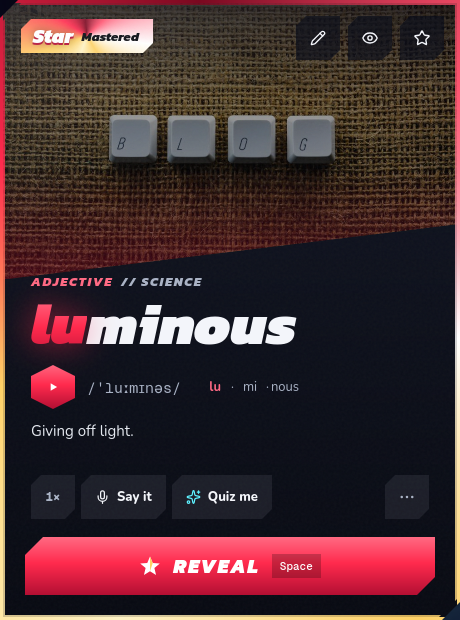 Star Mastered
B L O G
ADJECTIVE // SCIENCE
luminous
/ˈluːmɪnəs/ lu · mi · nous
Giving off light.
1× Say it Quiz me ...
REVEAL Space